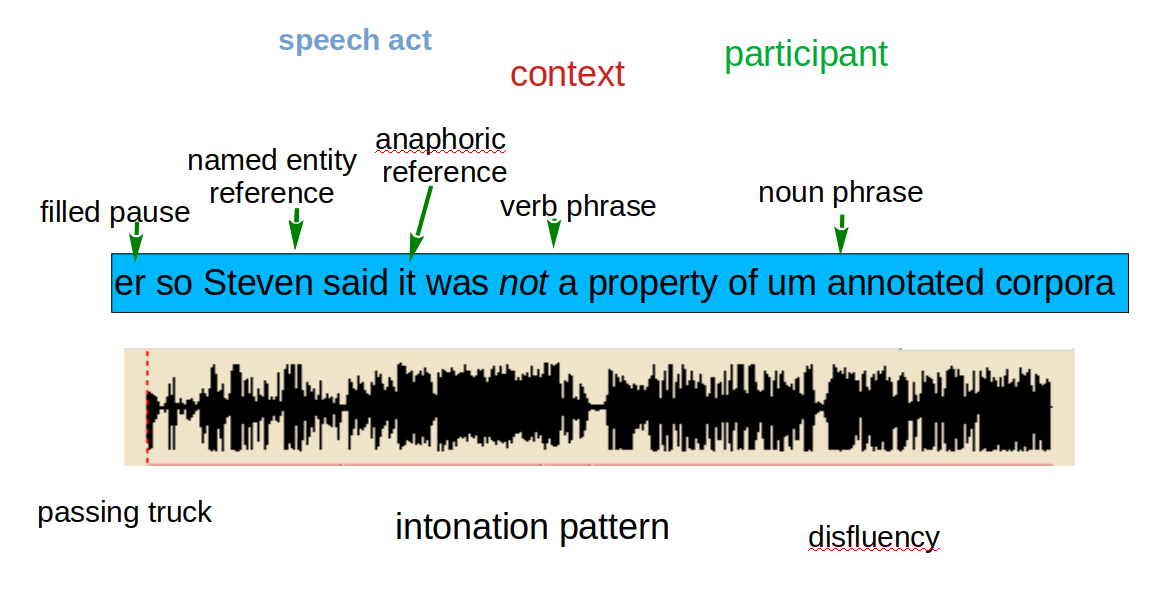 speech act
context
participant
anaphoric
reference
named entity
reference
filled pause
verb phrase
noun phrase
er so Steven said it was not a property of um annotated corpora
passing truck
intonation pattern
disfluency